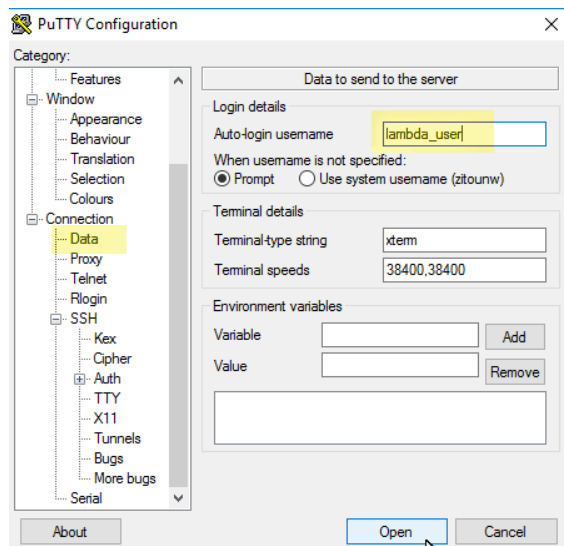 PuTTY Configuration
Category:
Features
Window
Appearance
Behaviour
Translation
Selection
Colours
Connection
Data
Proxy
Telnet
Rlogin
SSH
Kex
Cipher
Auth
TTY
X11
Tunnels
Bugs
More bugs
Serial
Data to send to the server
Login details
Auto-login username lambda_user
When username is not specified:
Prompt Use system username (zitounw)
Terminal details
Terminal-type string xterm
Terminal speeds 38400,38400
Environment variables
Variable Add
Value Remove
About Open Cancel